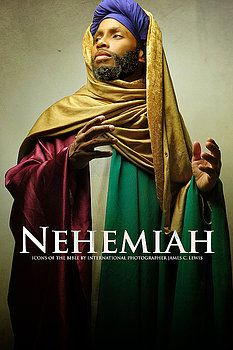 NEHEMIAH
ICONS OF THE BIBLE BY INTERNATIONAL PHOTOGRAPHER JAMES C. LEWIS